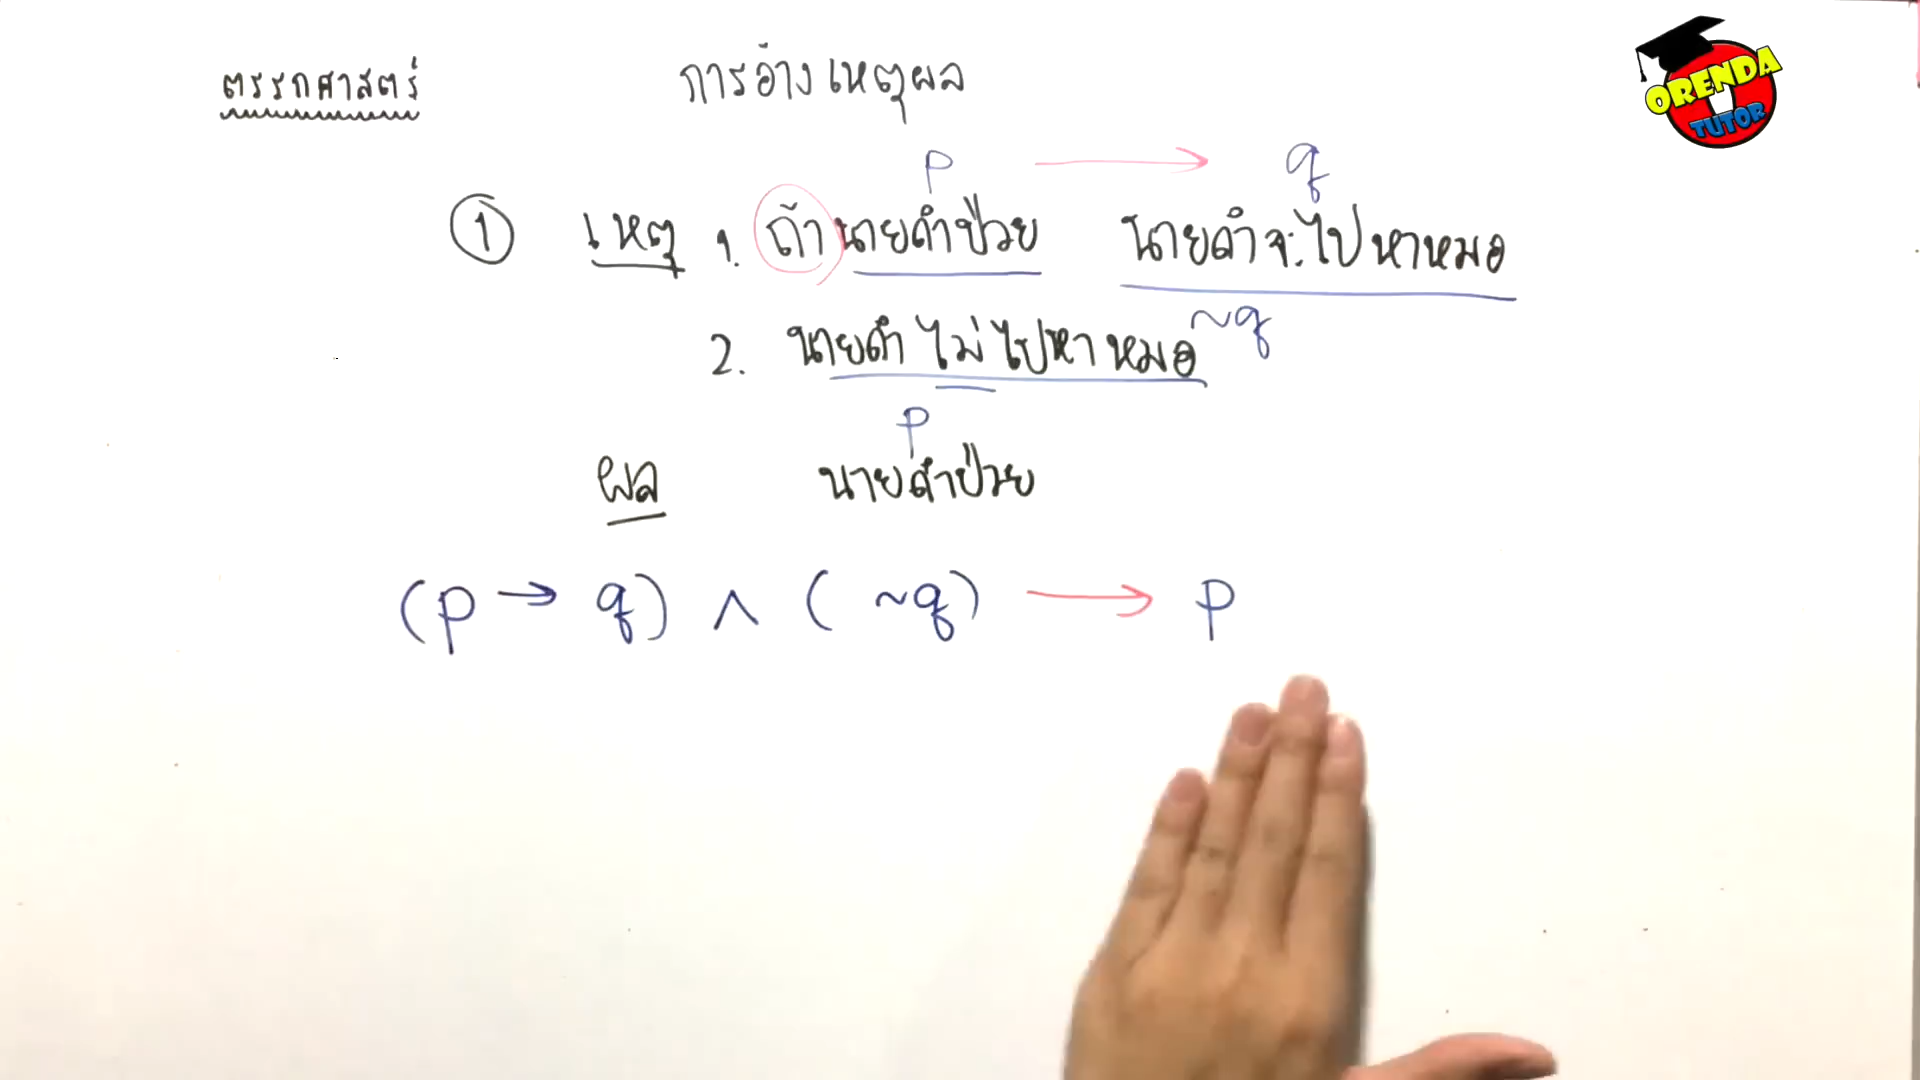 ตรรกศาสตร์
การอ้างเหตุผล
ORENDA
TUTOR
p → q
① เหตุ 1. ถ้านายดำป่วย นายดำจะไปหาหมอ
~q
2. นายดำ ไม่ไปหาหมอ
p
ผล นายดำป่วย
(p → q) ∧ ( ~q) → p